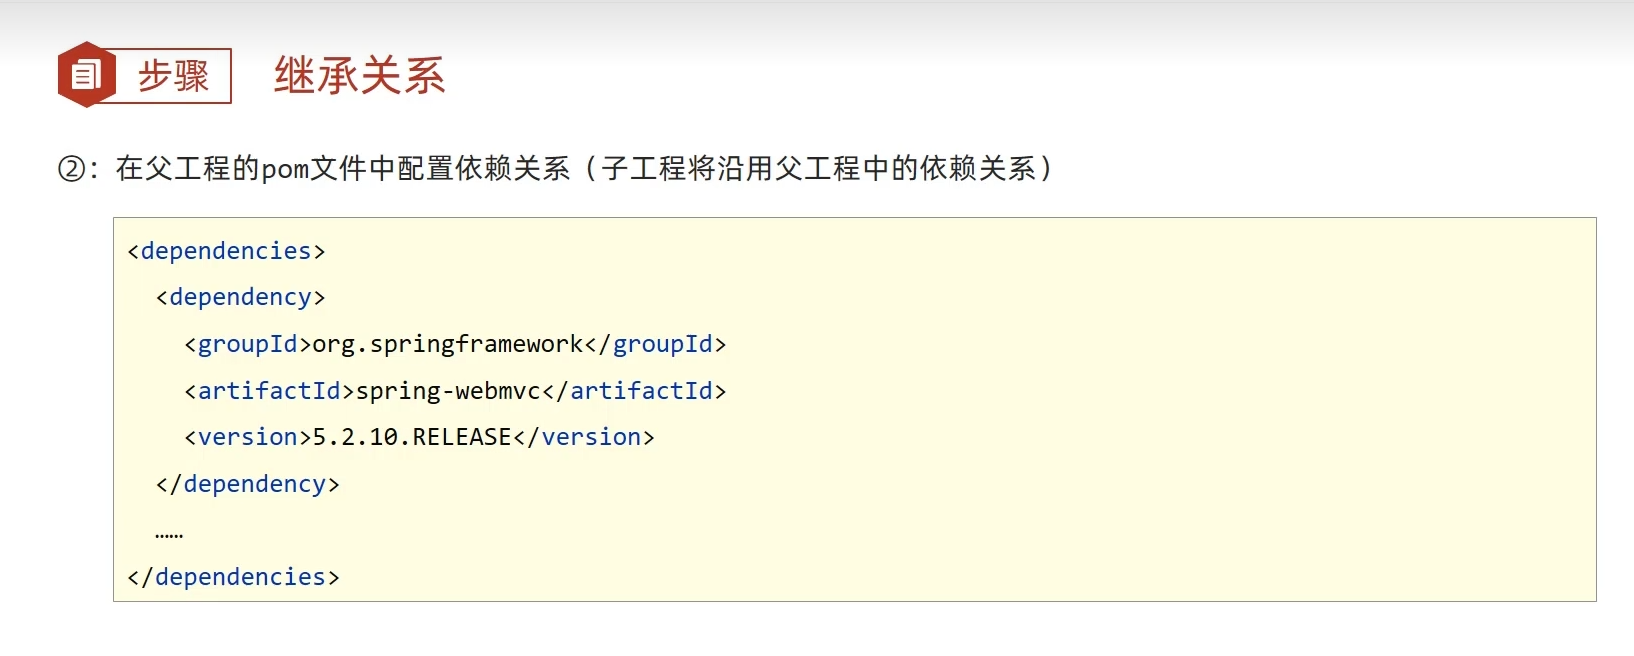 步骤 继承关系
②：在父工程的pom文件中配置依赖关系（子工程将沿用父工程中的依赖关系）
<dependencies>
  <dependency>
    <groupId>org.springframework</groupId>
    <artifactId>spring-webmvc</artifactId>
    <version>5.2.10.RELEASE</version>
  </dependency>
  ……
</dependencies>